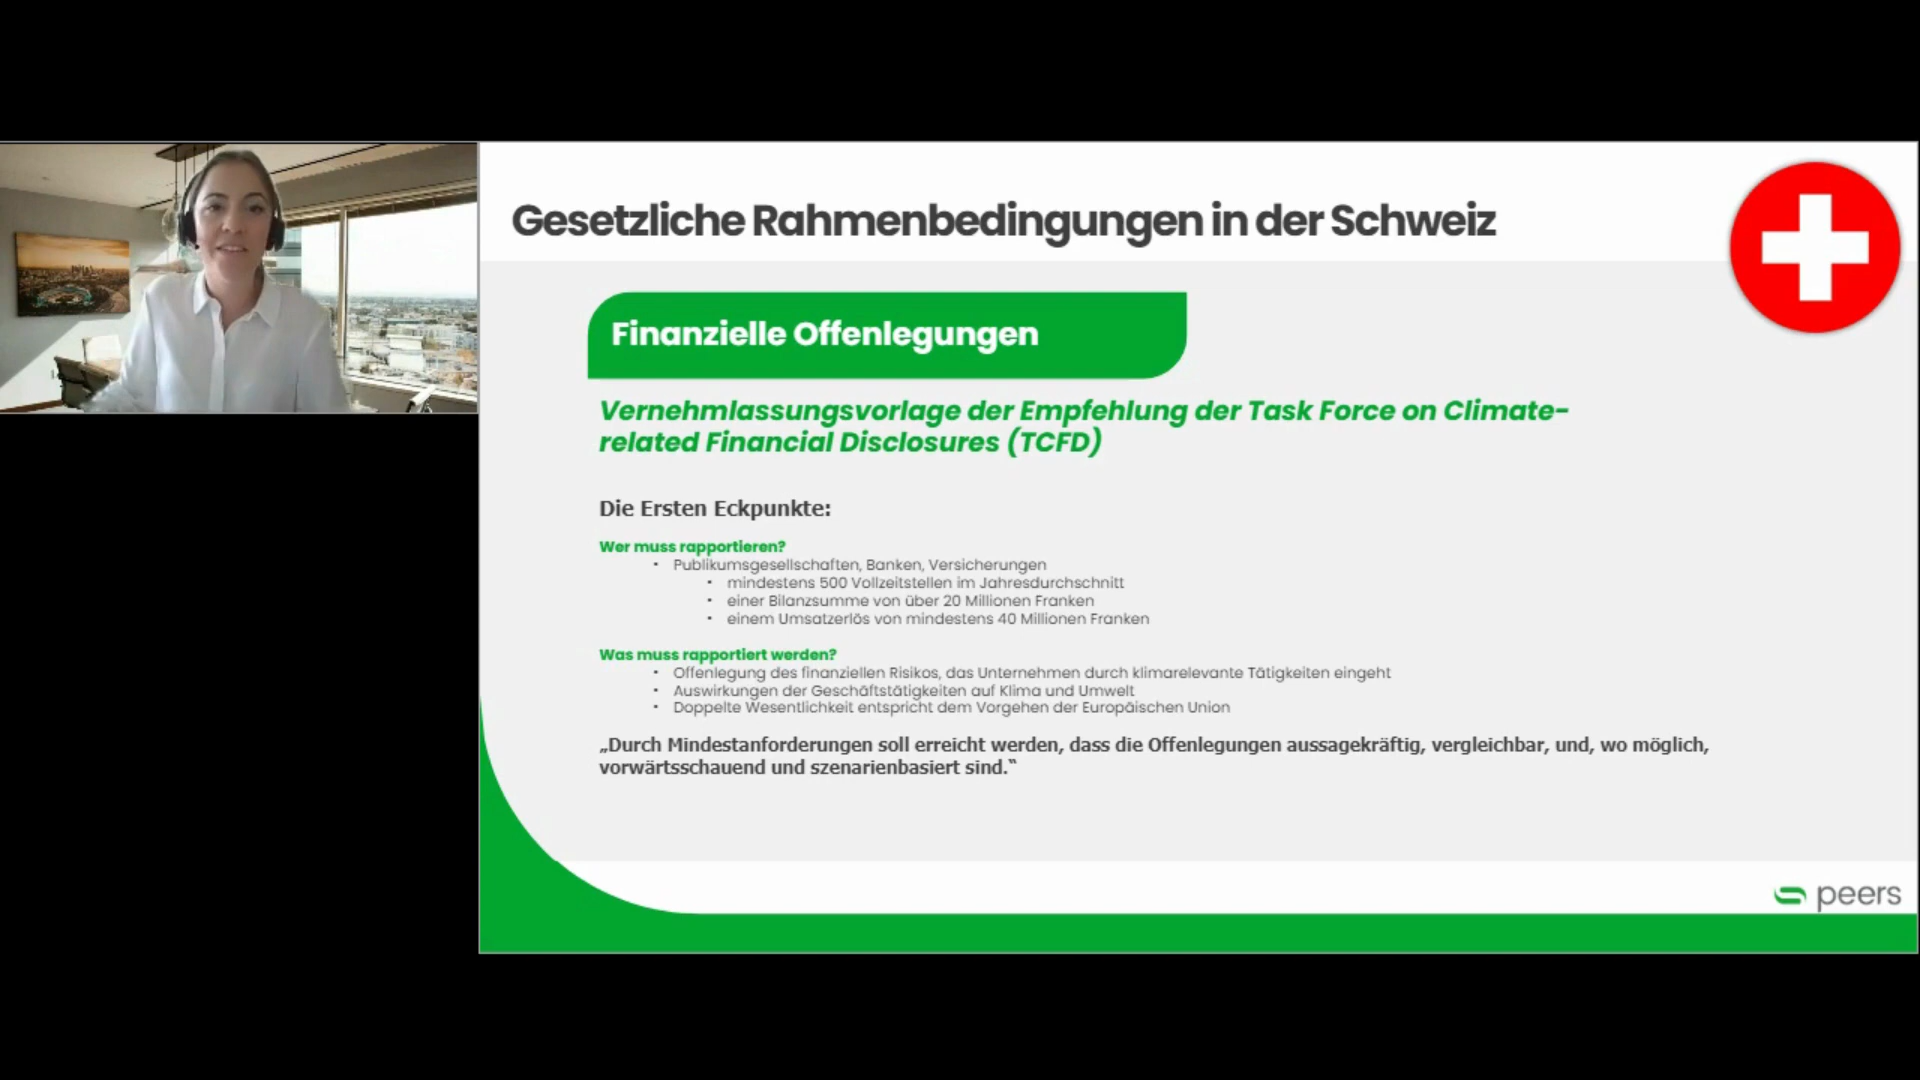 Gesetzliche Rahmenbedingungen in der Schweiz
Finanzielle Offenlegungen
Vernehmlassungsvorlage der Empfehlung der Task Force on Climate-
related Financial Disclosures (TCFD)
Die Ersten Eckpunkte:
Wer muss rapportieren?
• Publikumsgesellschaften, Banken, Versicherungen
• mindestens 500 Vollzeitstellen im Jahresdurchschnitt
• einer Bilanzsumme von über 20 Millionen Franken
• einem Umsatzerlös von mindestens 40 Millionen Franken
Was muss rapportiert werden?
• Offenlegung des finanziellen Risikos, das Unternehmen durch klimarelevante Tätigkeiten eingeht
• Auswirkungen der Geschäftstätigkeiten auf Klima und Umwelt
• Doppelte Wesentlichkeit entspricht dem Vorgehen der Europäischen Union
„Durch Mindestanforderungen soll erreicht werden, dass die Offenlegungen aussagekräftig, vergleichbar, und, wo möglich,
vorwärtsschauend und szenarienbasiert sind.“
peers